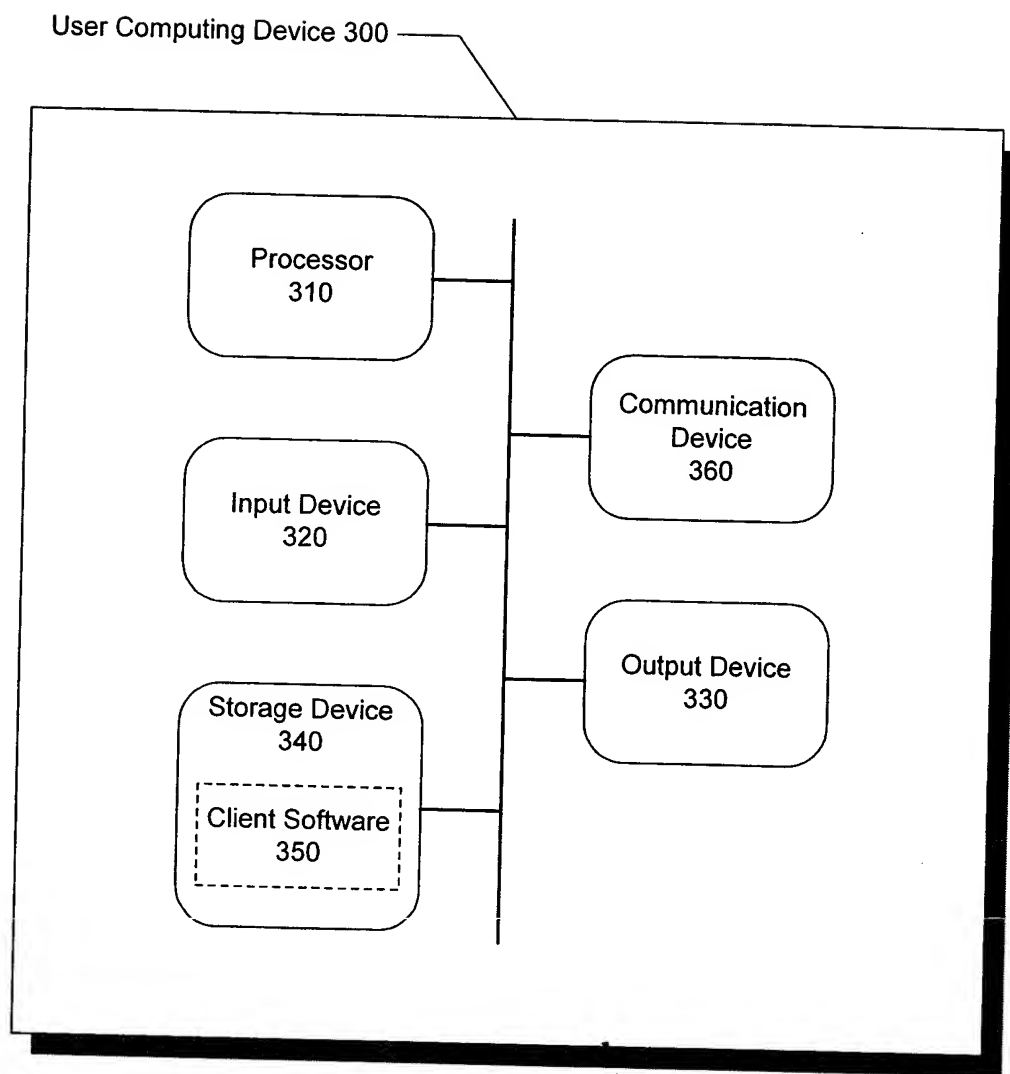 User Computing Device 300
Processor
310
Communication
Device
360
Input Device
320
Output Device
330
Storage Device
340
Client Software
350